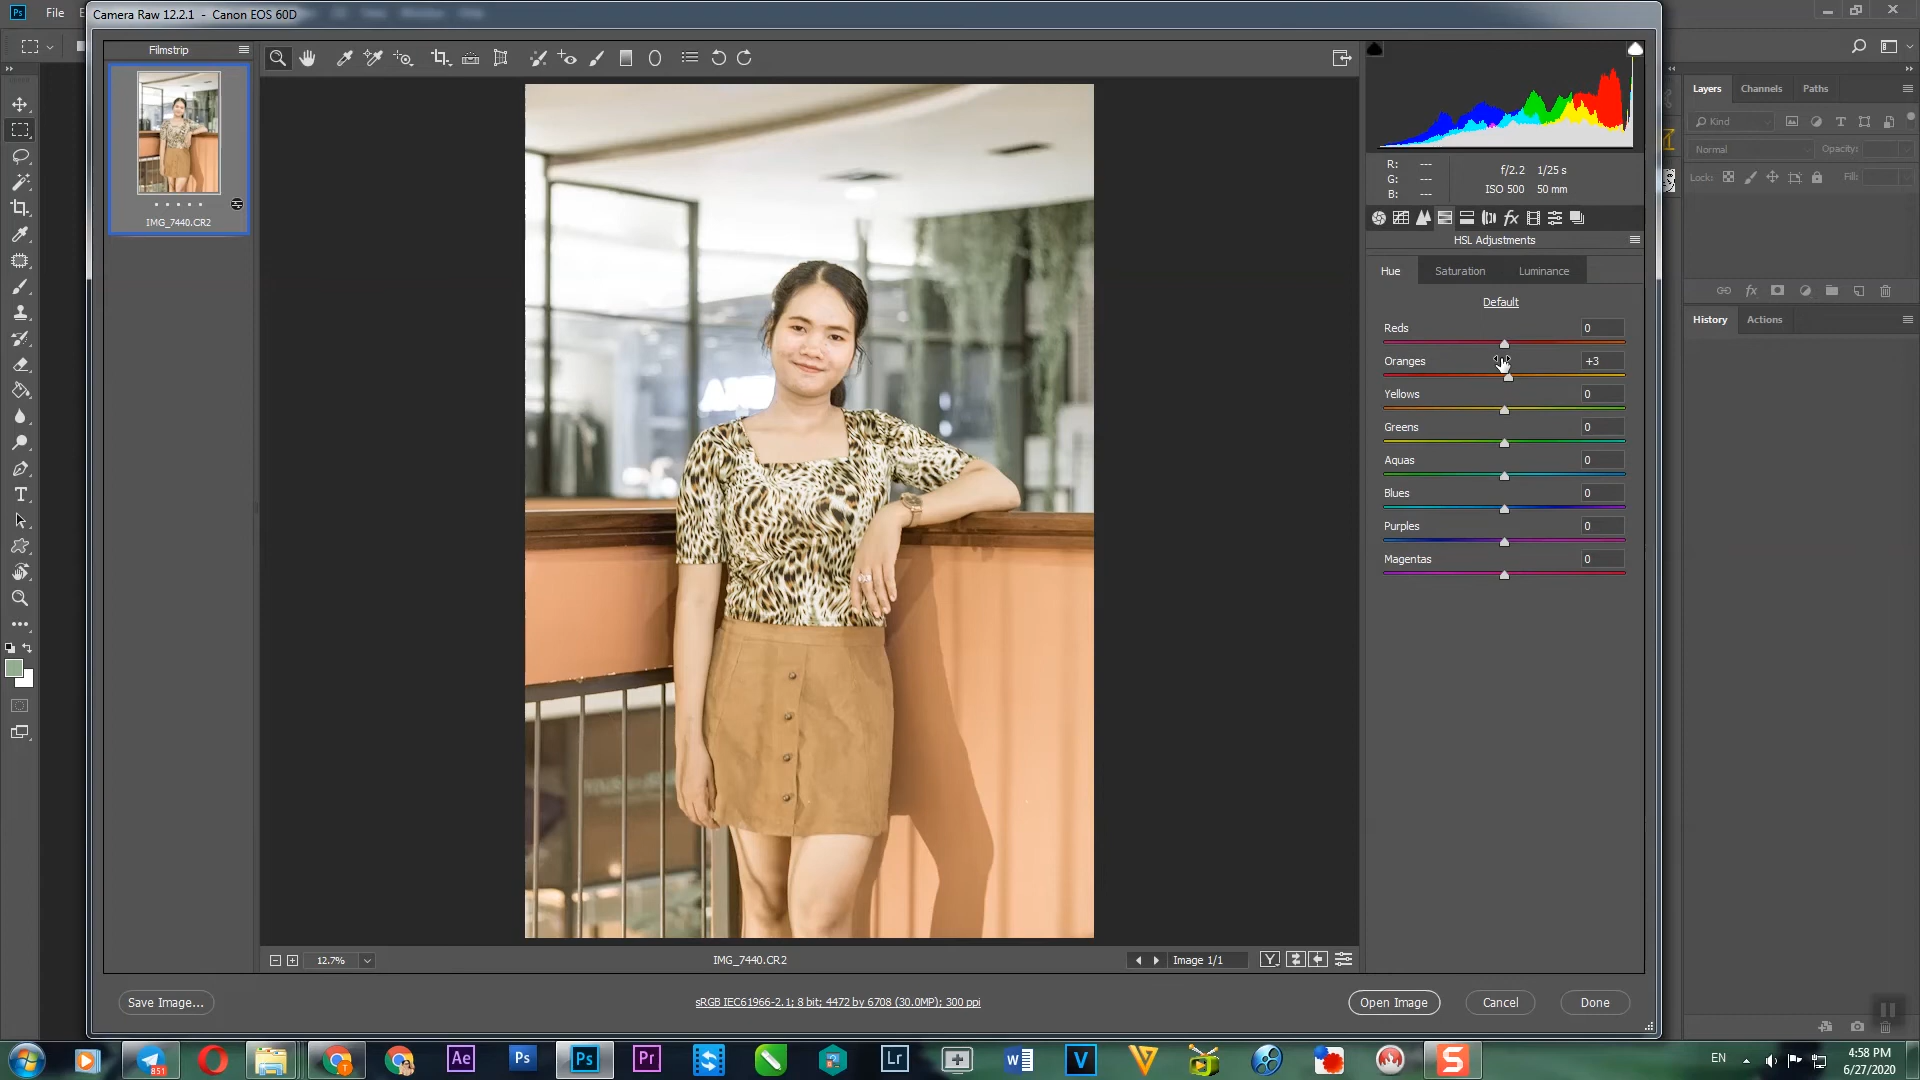 Ps File
Camera Raw 12.2.1 - Canon EOS 60D
Filmstrip
IMG_7440.CR2
R: ---
G: ---
B: ---
f/2.2 1/25 s
ISO 500 50 mm
fx
HSL Adjustments
Hue Saturation Luminance
Default
Reds 0
Oranges +3
Yellows 0
Greens 0
Aquas 0
Blues 0
Purples 0
Magentas 0
Layers Channels Paths
Kind
Normal Opacity:
Lock: Fill:
fx
History Actions
12.7%
IMG_7440.CR2
Image 1/1
Y
Save Image...
sRGB IEC61966-2.1; 8 bit; 4472 by 6708 (30.0MP); 300 ppi
Open Image Cancel Done
851 T Ae Ps Ps Pr Lr W V S
EN
4:58 PM
6/27/2020